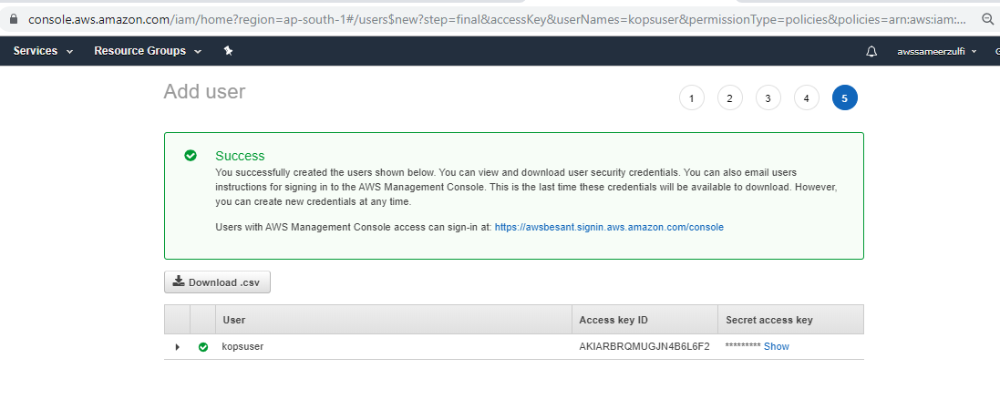 console.aws.amazon.com/iam/home?region=ap-south-1#/users$new?step=final&accessKey&userNames=kopsuser&permissionType=policies&policies=arn:aws:iam:...
Services Resource Groups awssameerzulfi G
Add user 1 2 3 4 5
Success
You successfully created the users shown below. You can view and download user security credentials. You can also email users
instructions for signing in to the AWS Management Console. This is the last time these credentials will be available to download. However,
you can create new credentials at any time.
Users with AWS Management Console access can sign-in at: https://awsbesant.signin.aws.amazon.com/console
Download .csv
User Access key ID Secret access key
kopsuser AKIARBRQMUGJN4B6L6F2 ********* Show